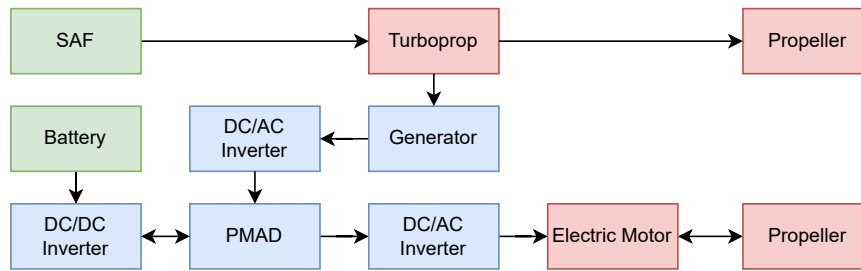 SAF
Turboprop
Propeller
Battery
DC/AC
Inverter
Generator
DC/DC
Inverter
PMAD
DC/AC
Inverter
Electric Motor
Propeller